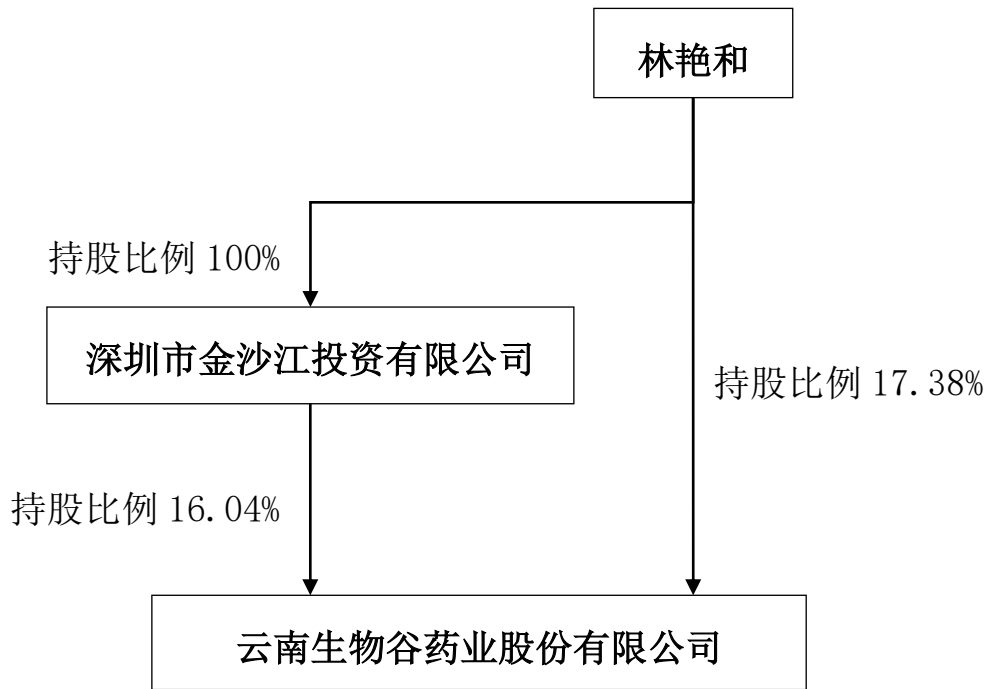 林艳和
持股比例 100%
深圳市金沙江投资有限公司
持股比例 17.38%
持股比例 16.04%
云南生物谷药业股份有限公司